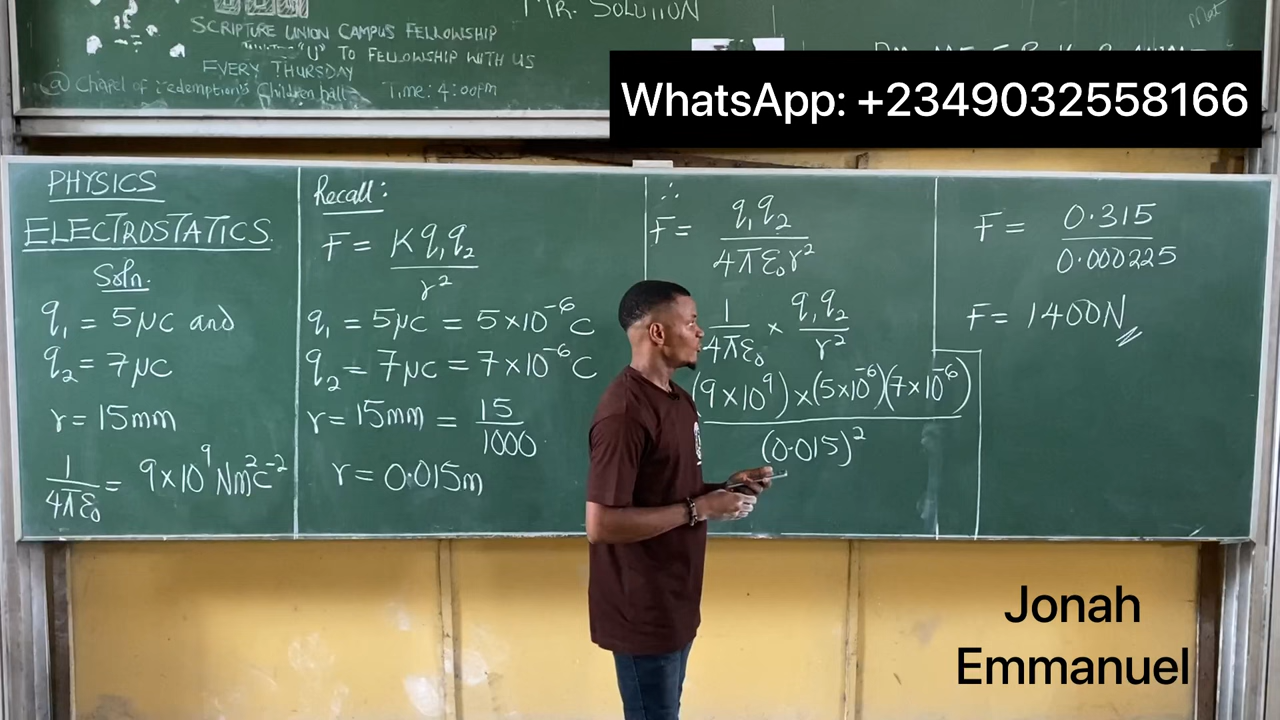 MR. SOLUTION
SCRIPTURE UNION CAMPUS FELLOWSHIP
"U" TO FELLOWSHIP WITH US
EVERY THURSDAY
@ Chapel of redemption's Children hall Time: 4:00pm
WhatsApp: +2349032558166
PHYSICS
ELECTROSTATICS
Soln.
q₁ = 5μc and
q₂ = 7μc
r = 15mm
1/4πε₀ = 9×10⁹ Nm²c⁻²
Recall:
F = Kq₁q₂/r²
q₁ = 5μc = 5×10⁻⁶c
q₂ = 7μc = 7×10⁻⁶C
r = 15mm = 15/1000
r = 0.015m
∴
F = q₁q₂/4πε₀r²
1/4πε₀ × q₁q₂/r²
(9×10⁹)×(5×10⁻⁶)(7×10⁻⁶)/(0.015)²
F = 0.315/0.000225
F = 1400N
Jonah
Emmanuel